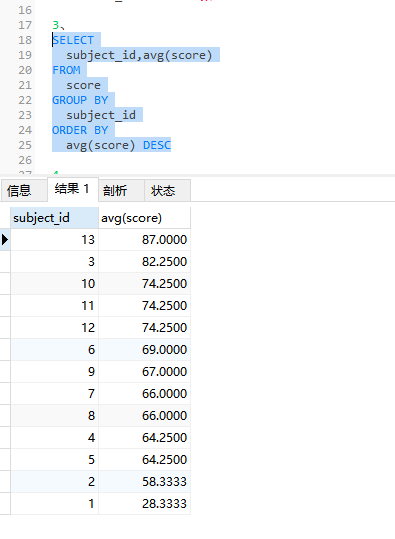 16
17 3、
18 SELECT
19 subject_id,avg(score)
20 FROM
21 score
22 GROUP BY
23 subject_id
24 ORDER BY
25 avg(score) DESC
26
信息 结果 1 剖析 状态
subject_id avg(score)
13 87.0000
3 82.2500
10 74.2500
11 74.2500
12 74.2500
6 69.0000
9 67.0000
7 66.0000
8 66.0000
4 64.2500
5 64.2500
2 58.3333
1 28.3333